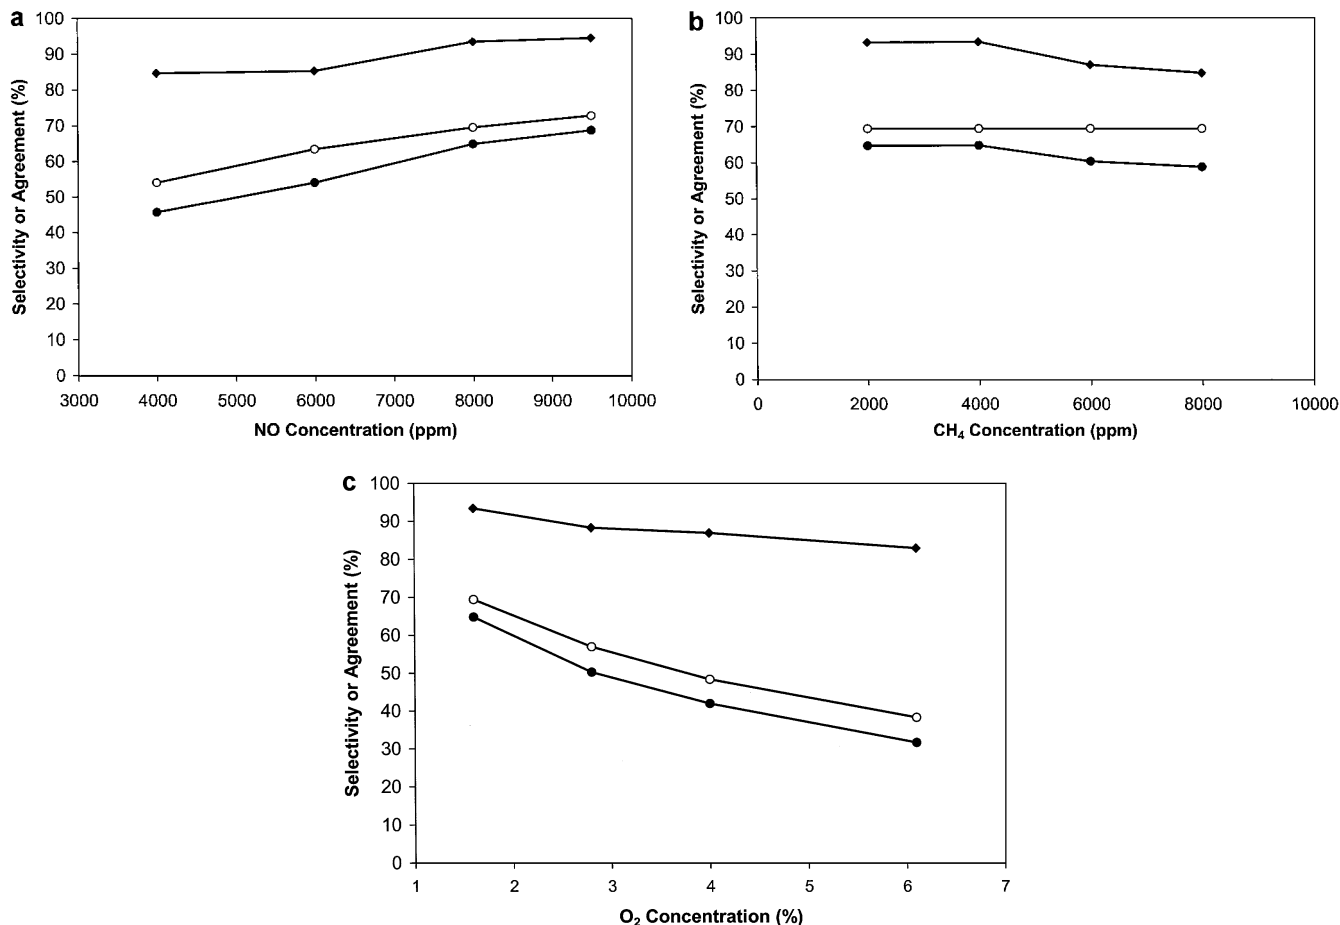 a
100
90
80
70
60
50
40
30
20
10
0
Selectivity or Agreement (%)
3000 4000 5000 6000 7000 8000 9000 10000
NO Concentration (ppm)
b
100
90
80
70
60
50
40
30
20
10
0
Selectivity or Agreement (%)
0 2000 4000 6000 8000 10000
CH₄ Concentration (ppm)
c
100
90
80
70
60
50
40
30
20
10
0
Selectivity or Agreement (%)
1 2 3 4 5 6 7
O₂ Concentration (%)